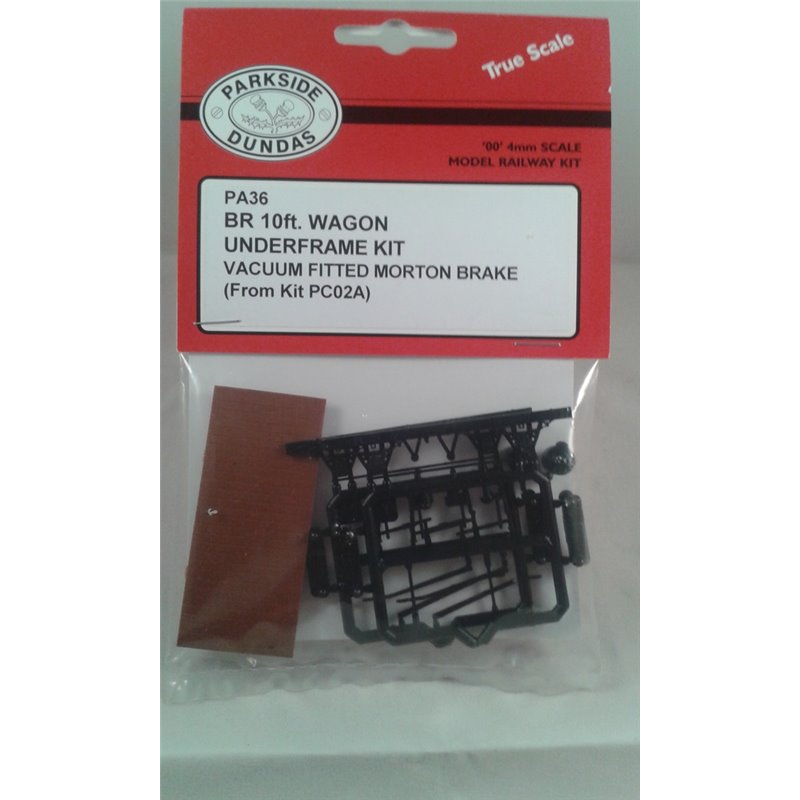 True Scale
PARKSIDE
DUNDAS
'00' 4mm SCALE
MODEL RAILWAY KIT
PA36
BR 10ft. WAGON
UNDERFRAME KIT
VACUUM FITTED MORTON BRAKE
(From Kit PC02A)